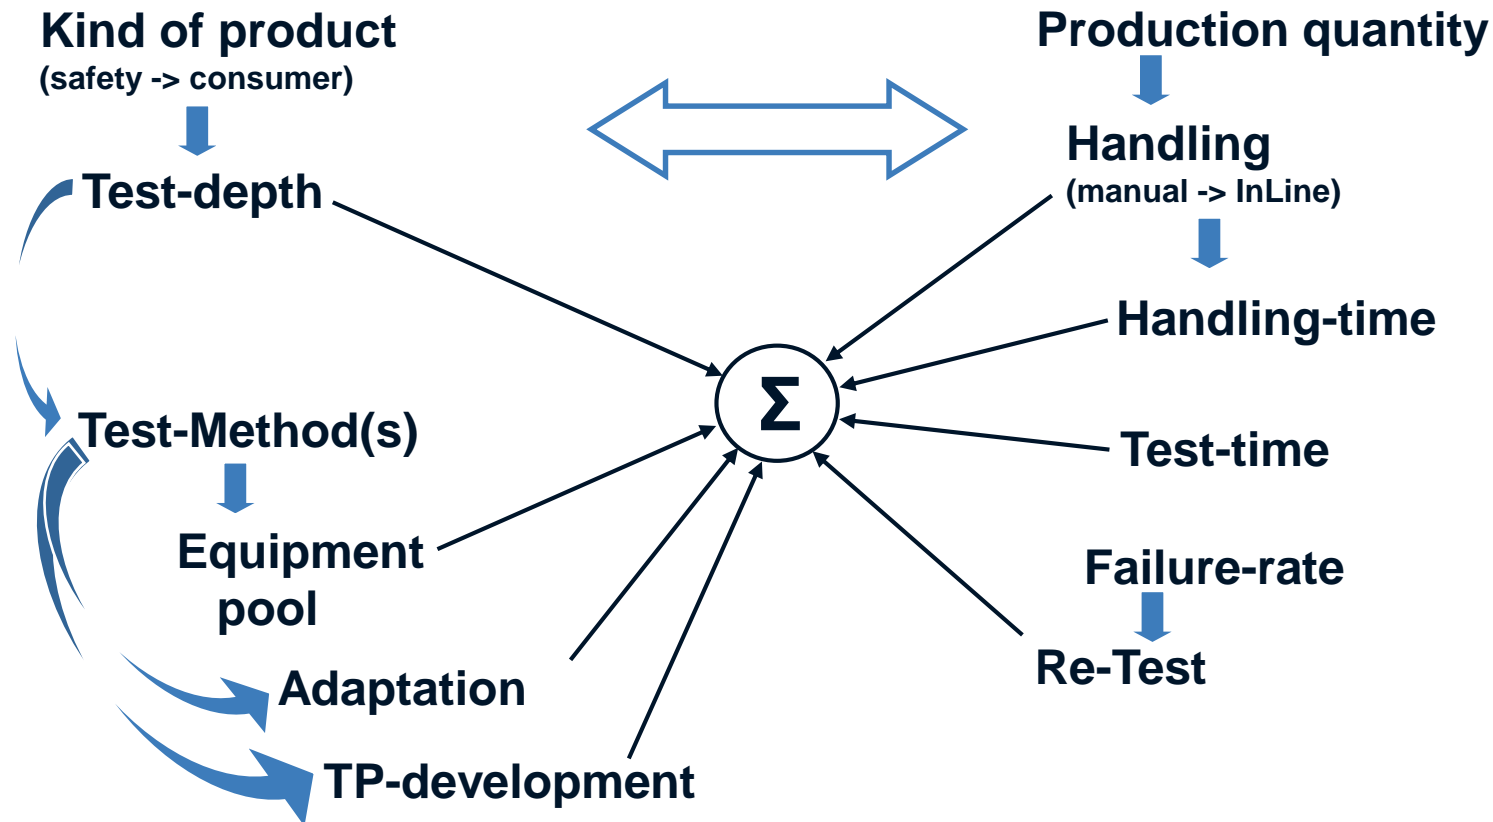 Kind of product
(safety -> consumer)
Test-depth
Test-Method(s)
Equipment
pool
Adaptation
TP-development
Σ
Production quantity
Handling
(manual -> InLine)
Handling-time
Test-time
Failure-rate
Re-Test